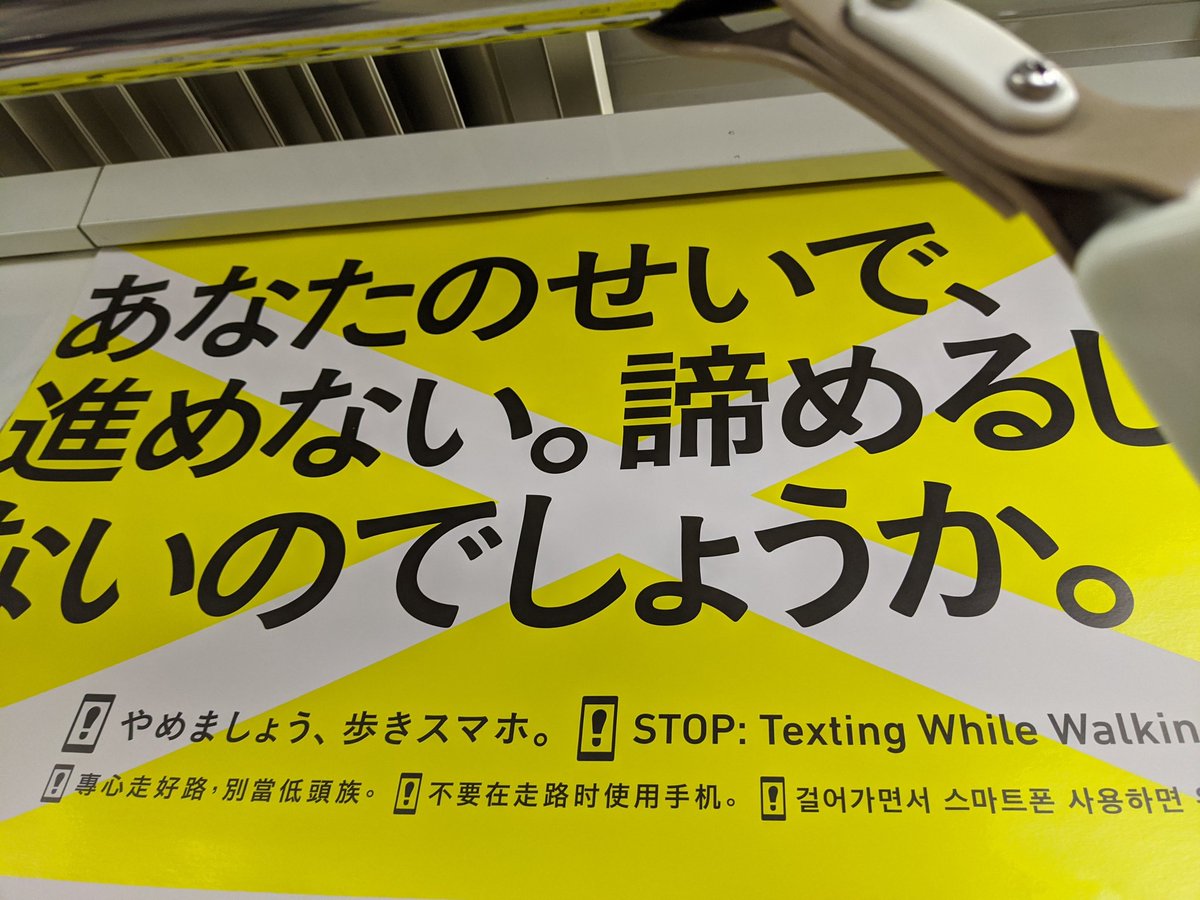 あなたのせいで、
進めない。諦めるし
ないのでしょうか。
やめましょう、歩きスマホ。 STOP: Texting While Walkin
專心走好路，別當低頭族。 不要在走路时使用手机。 걸어가면서 스마트폰 사용하면